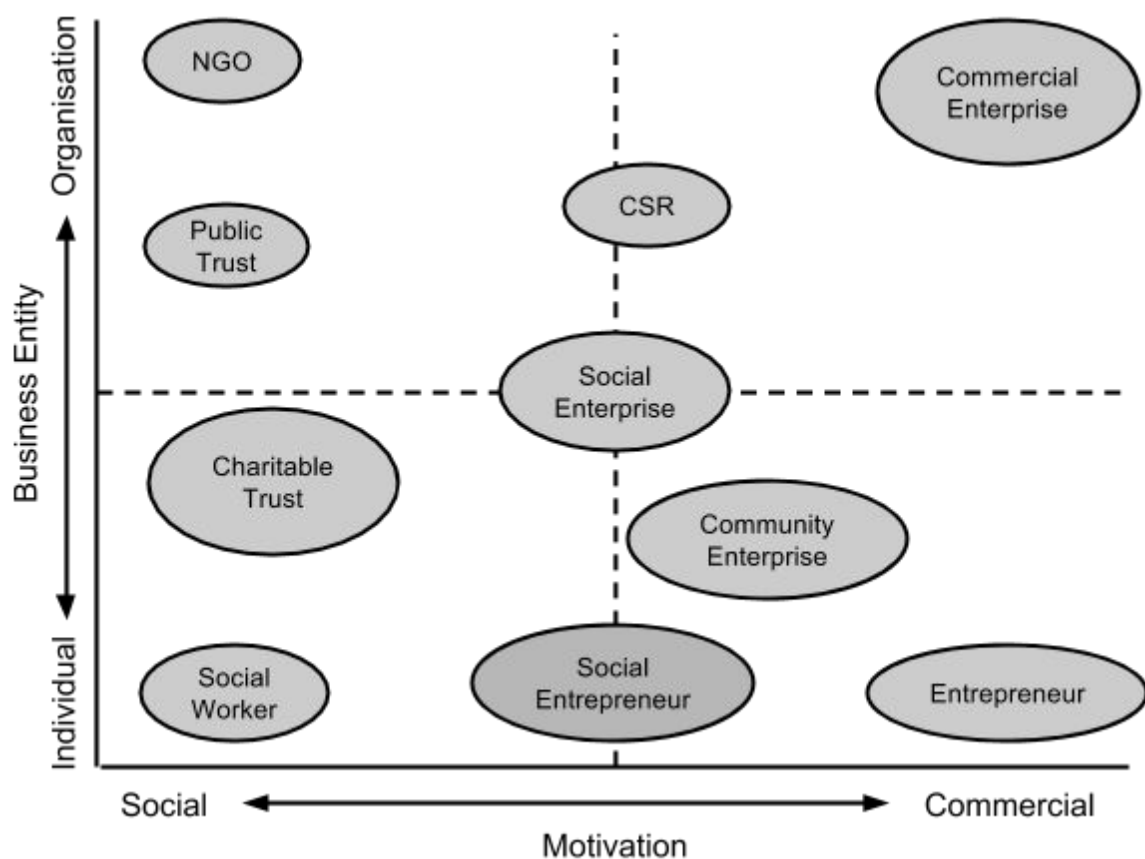 Organisation
NGO
Commercial
Enterprise
CSR
Public
Trust
Business Entity
Social
Enterprise
Charitable
Trust
Community
Enterprise
Individual
Social
Worker
Social
Entrepreneur
Entrepreneur
Social
Commercial
Motivation